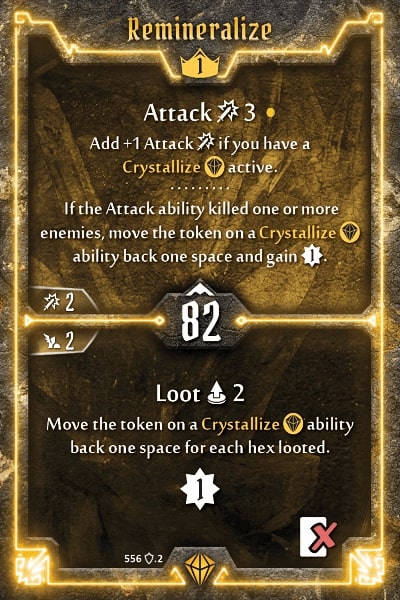 Remineralize
1
Attack 3
Add +1 Attack if you have a
Crystallize active.
If the Attack ability killed one or more
enemies, move the token on a Crystallize
ability back one space and gain 1.
2
82
2
Loot 2
Move the token on a Crystallize ability
back one space for each hex looted.
1
556 .2